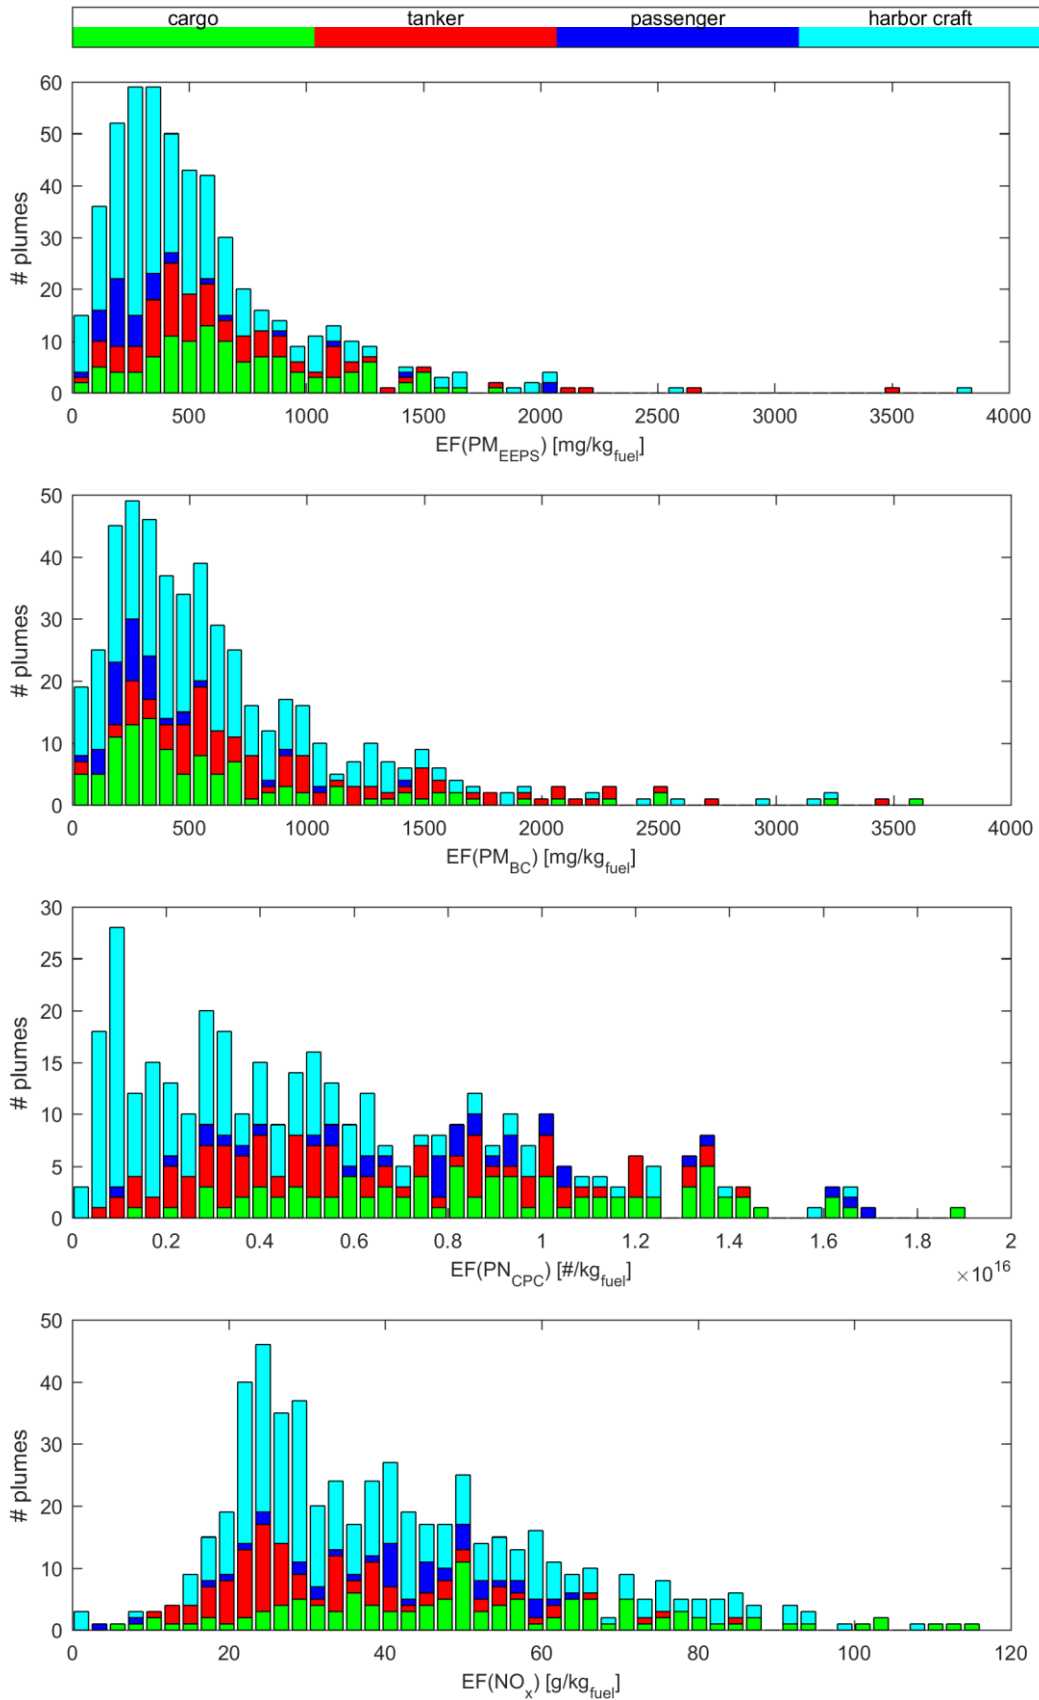 cargo tanker passenger harbor craft
60
50
40
30
20
10
0
# plumes
0 500 1000 1500 2000 2500 3000 3500 4000
EF(PM_EEPS) [mg/kg_fuel]
50
40
30
20
10
0
# plumes
0 500 1000 1500 2000 2500 3000 3500 4000
EF(PM_BC) [mg/kg_fuel]
30
25
20
15
10
5
0
# plumes
0 0.2 0.4 0.6 0.8 1 1.2 1.4 1.6 1.8 2
EF(PN_CPC) [#/kg_fuel]
×10^16
50
40
30
20
10
0
# plumes
0 20 40 60 80 100 120
EF(NO_x) [g/kg_fuel]